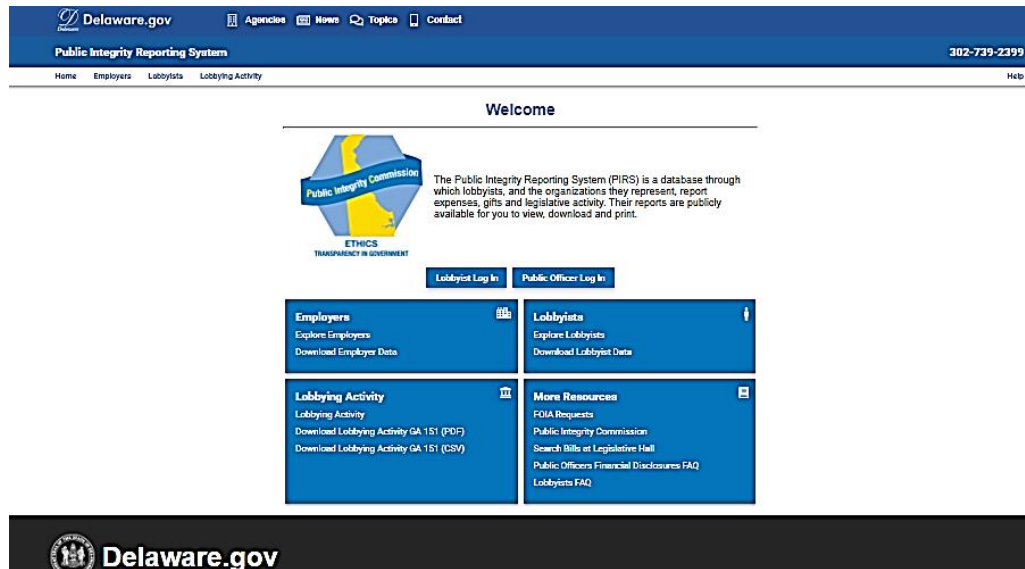 Delaware.gov Agencies News Topics Contact
Public Integrity Reporting System 302-739-2399
Home Employers Lobbyists Lobbying Activity Help
Welcome
Public Integrity Commission
ETHICS
TRANSPARENCY IN GOVERNMENT
The Public Integrity Reporting System (PIRS) is a database through
which lobbyists, and the organizations they represent, report
expenses, gifts and legislative activity. Their reports are publicly
available for you to view, download and print.
Lobbyist Log In Public Officer Log In
Employers
Explore Employers
Download Employer Data
Lobbyists
Explore Lobbyists
Download Lobbyist Data
Lobbying Activity
Lobbying Activity
Download Lobbying Activity GA 151 (PDF)
Download Lobbying Activity GA 151 (CSV)
More Resources
FOIA Requests
Public Integrity Commission
Search Bills at Legislative Hall
Public Officers Financial Disclosures FAQ
Lobbyists FAQ
Delaware.gov